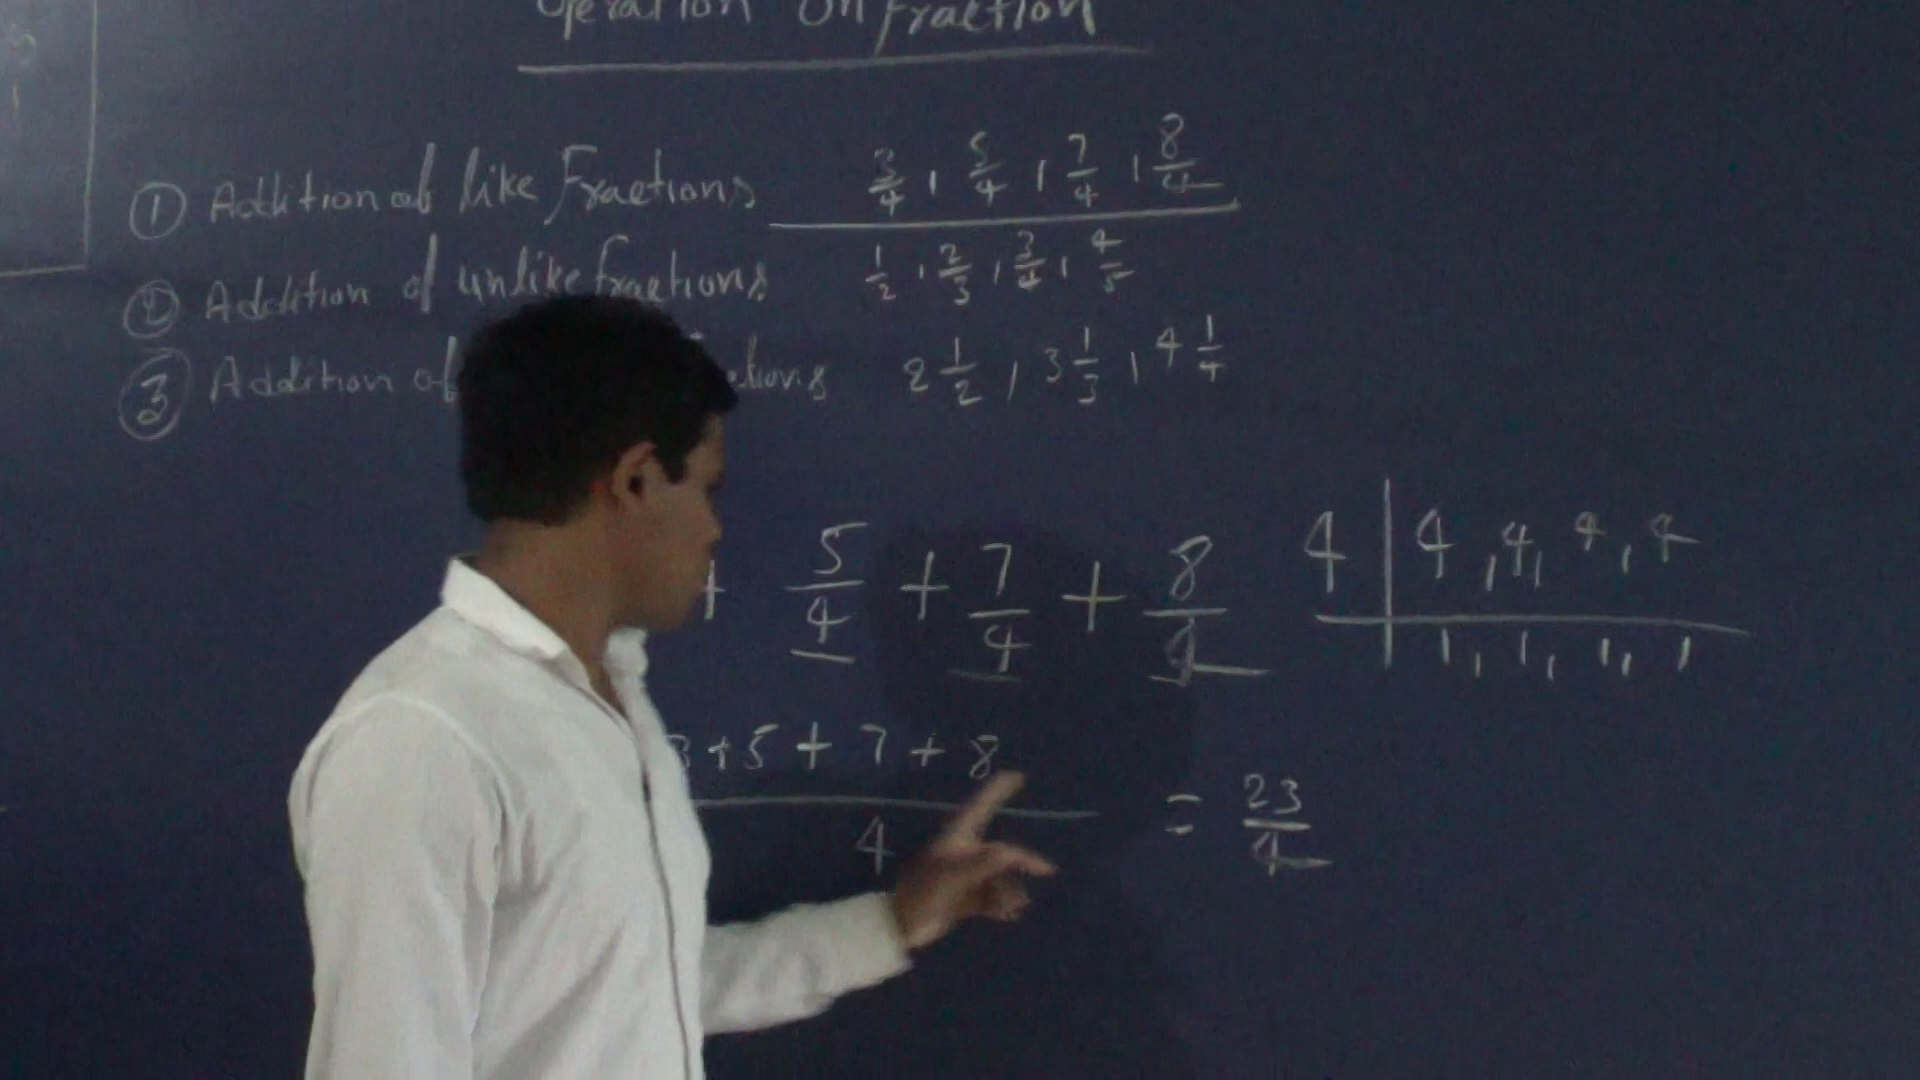 Operation On Fraction
① Addition of like Fractions 3/4, 5/4, 7/4, 8/4
② Addition of unlike fractions 1/2, 2/3, 3/4, 4/5
③ Addition of ctions 2 1/2, 3 1/3, 4 1/4
+ 5/4 + 7/4 + 8/4 4 | 4, 4, 4, 4
1, 1, 1, 1
3+5+7+8
4 = 23/4